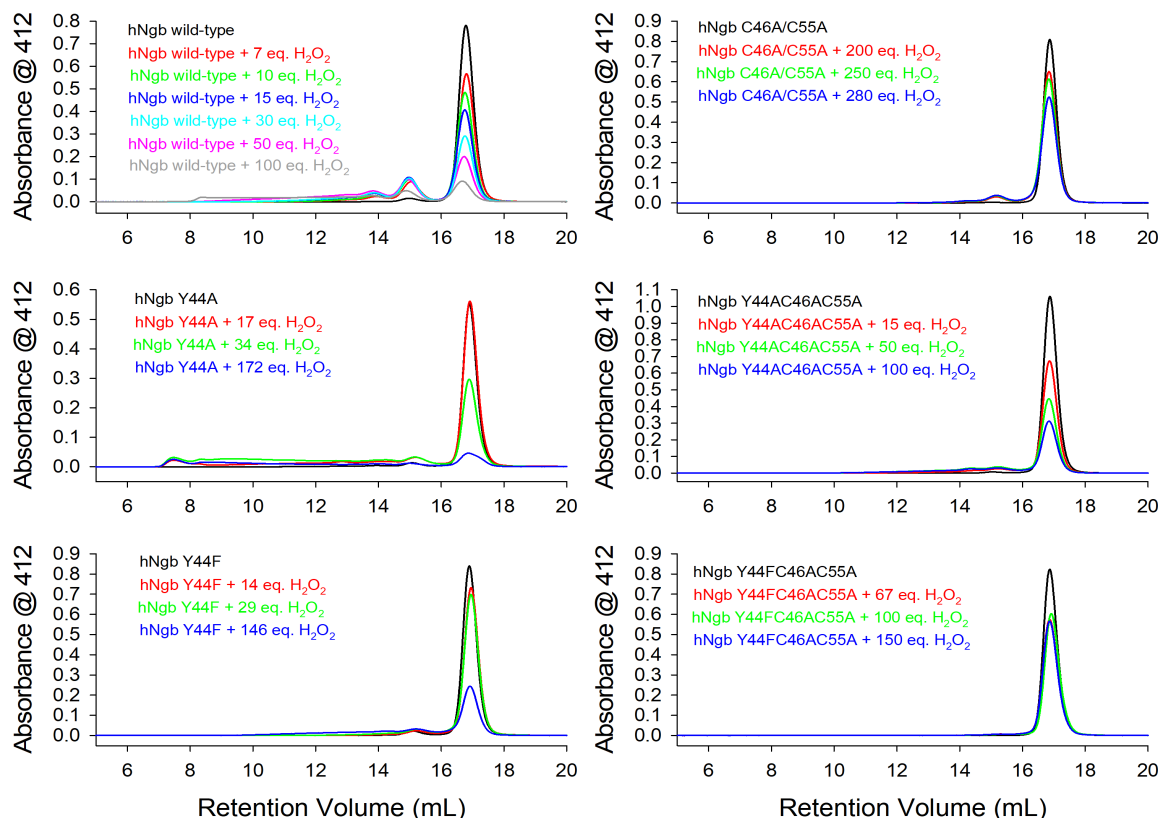 Absorbance @ 412
0.8
0.7
0.6
0.5
0.4
0.3
0.2
0.1
0.0
hNgb wild-type
hNgb wild-type + 7 eq. H2O2
hNgb wild-type + 10 eq. H2O2
hNgb wild-type + 15 eq. H2O2
hNgb wild-type + 30 eq. H2O2
hNgb wild-type + 50 eq. H2O2
hNgb wild-type + 100 eq. H2O2
6 8 10 12 14 16 18 20
Absorbance @ 412
0.9
0.8
0.7
0.6
0.5
0.4
0.3
0.2
0.1
0.0
hNgb C46A/C55A
hNgb C46A/C55A + 200 eq. H2O2
hNgb C46A/C55A + 250 eq. H2O2
hNgb C46A/C55A + 280 eq. H2O2
6 8 10 12 14 16 18 20
Absorbance @ 412
0.6
0.5
0.4
0.3
0.2
0.1
0.0
hNgb Y44A
hNgb Y44A + 17 eq. H2O2
hNgb Y44A + 34 eq. H2O2
hNgb Y44A + 172 eq. H2O2
6 8 10 12 14 16 18 20
Absorbance @ 412
1.1
1.0
0.9
0.8
0.7
0.6
0.5
0.4
0.3
0.2
0.1
0.0
hNgb Y44AC46AC55A
hNgb Y44AC46AC55A + 15 eq. H2O2
hNgb Y44AC46AC55A + 50 eq. H2O2
hNgb Y44AC46AC55A + 100 eq. H2O2
6 8 10 12 14 16 18 20
Absorbance @ 412
0.9
0.8
0.7
0.6
0.5
0.4
0.3
0.2
0.1
0.0
hNgb Y44F
hNgb Y44F + 14 eq. H2O2
hNgb Y44F + 29 eq. H2O2
hNgb Y44F + 146 eq. H2O2
6 8 10 12 14 16 18 20
Retention Volume (mL)
Absorbance @ 412
0.9
0.8
0.7
0.6
0.5
0.4
0.3
0.2
0.1
0.0
hNgb Y44FC46AC55A
hNgb Y44FC46AC55A + 67 eq. H2O2
hNgb Y44FC46AC55A + 100 eq. H2O2
hNgb Y44FC46AC55A + 150 eq. H2O2
6 8 10 12 14 16 18 20
Retention Volume (mL)